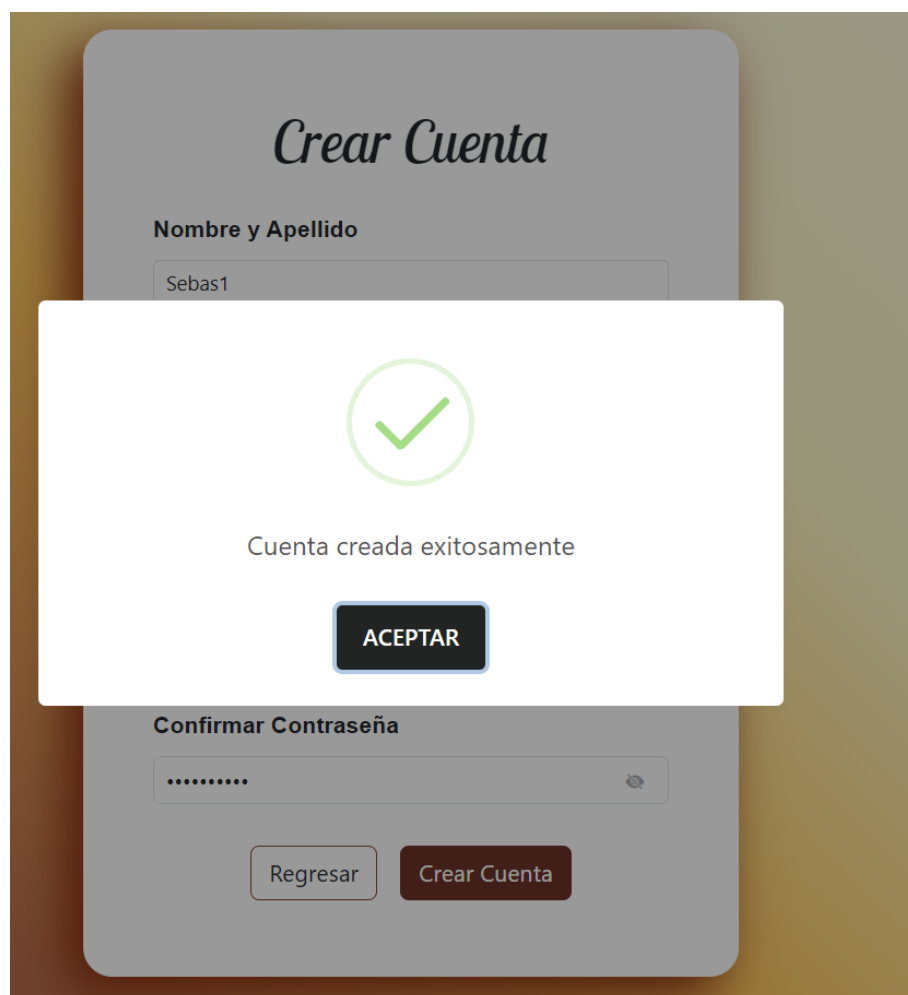 Crear Cuenta
Nombre y Apellido
Sebas1
Cuenta creada exitosamente
ACEPTAR
Confirmar Contraseña
••••••••••
Regresar
Crear Cuenta